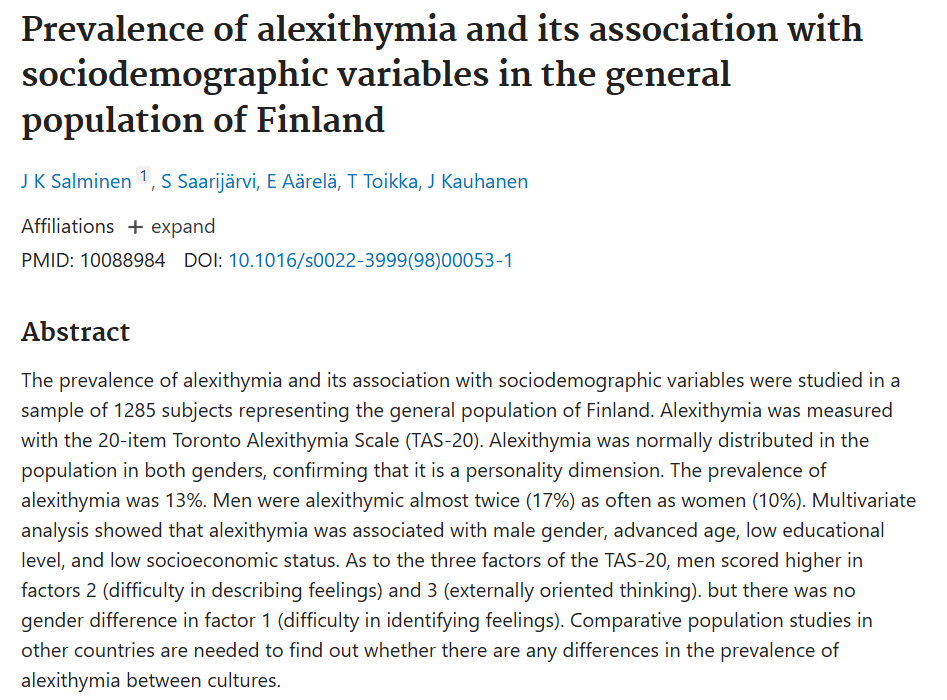 Prevalence of alexithymia and its association with
sociodemographic variables in the general
population of Finland
J K Salminen 1, S Saarijärvi, E Aärelä, T Toikka, J Kauhanen
Affiliations + expand
PMID: 10088984 DOI: 10.1016/s0022-3999(98)00053-1
Abstract
The prevalence of alexithymia and its association with sociodemographic variables were studied in a
sample of 1285 subjects representing the general population of Finland. Alexithymia was measured
with the 20-item Toronto Alexithymia Scale (TAS-20). Alexithymia was normally distributed in the
population in both genders, confirming that it is a personality dimension. The prevalence of
alexithymia was 13%. Men were alexithymic almost twice (17%) as often as women (10%). Multivariate
analysis showed that alexithymia was associated with male gender, advanced age, low educational
level, and low socioeconomic status. As to the three factors of the TAS-20, men scored higher in
factors 2 (difficulty in describing feelings) and 3 (externally oriented thinking). but there was no
gender difference in factor 1 (difficulty in identifying feelings). Comparative population studies in
other countries are needed to find out whether there are any differences in the prevalence of
alexithymia between cultures.